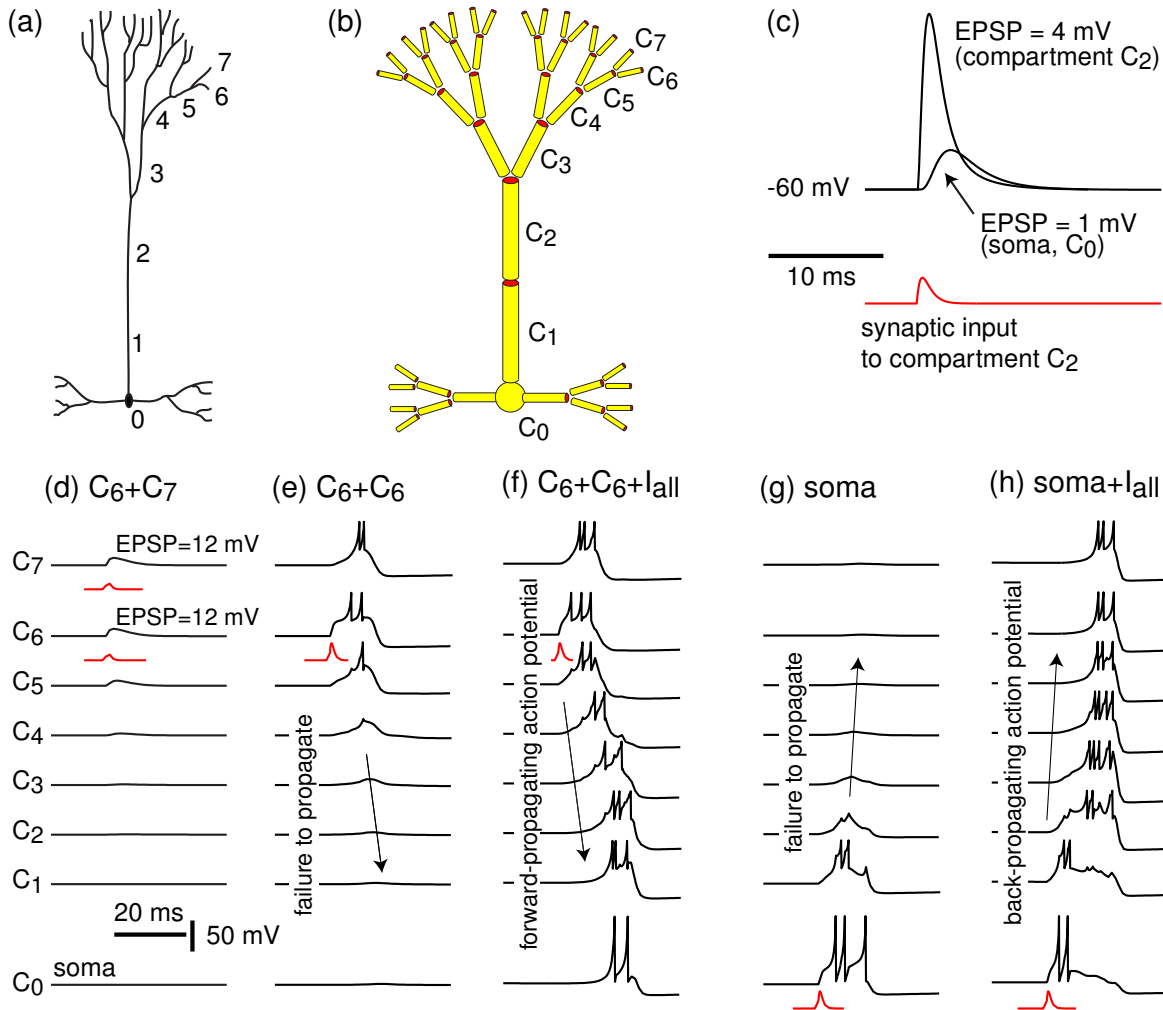 (a)
7
6
5
4
3
2
1
0
(b)
C7
C6
C5
C4
C3
C2
C1
C0
(c)
EPSP = 4 mV
(compartment C2)
-60 mV
EPSP = 1 mV
(soma, C0)
10 ms
synaptic input
to compartment C2
(d) C6+C7
(e) C6+C6
(f) C6+C6+Iall
(g) soma
(h) soma+Iall
C7
EPSP=12 mV
C6
EPSP=12 mV
C5
C4
C3
C2
C1
20 ms
50 mV
soma
C0
failure to propagate
forward-propagating action potential
failure to propagate
back-propagating action potential